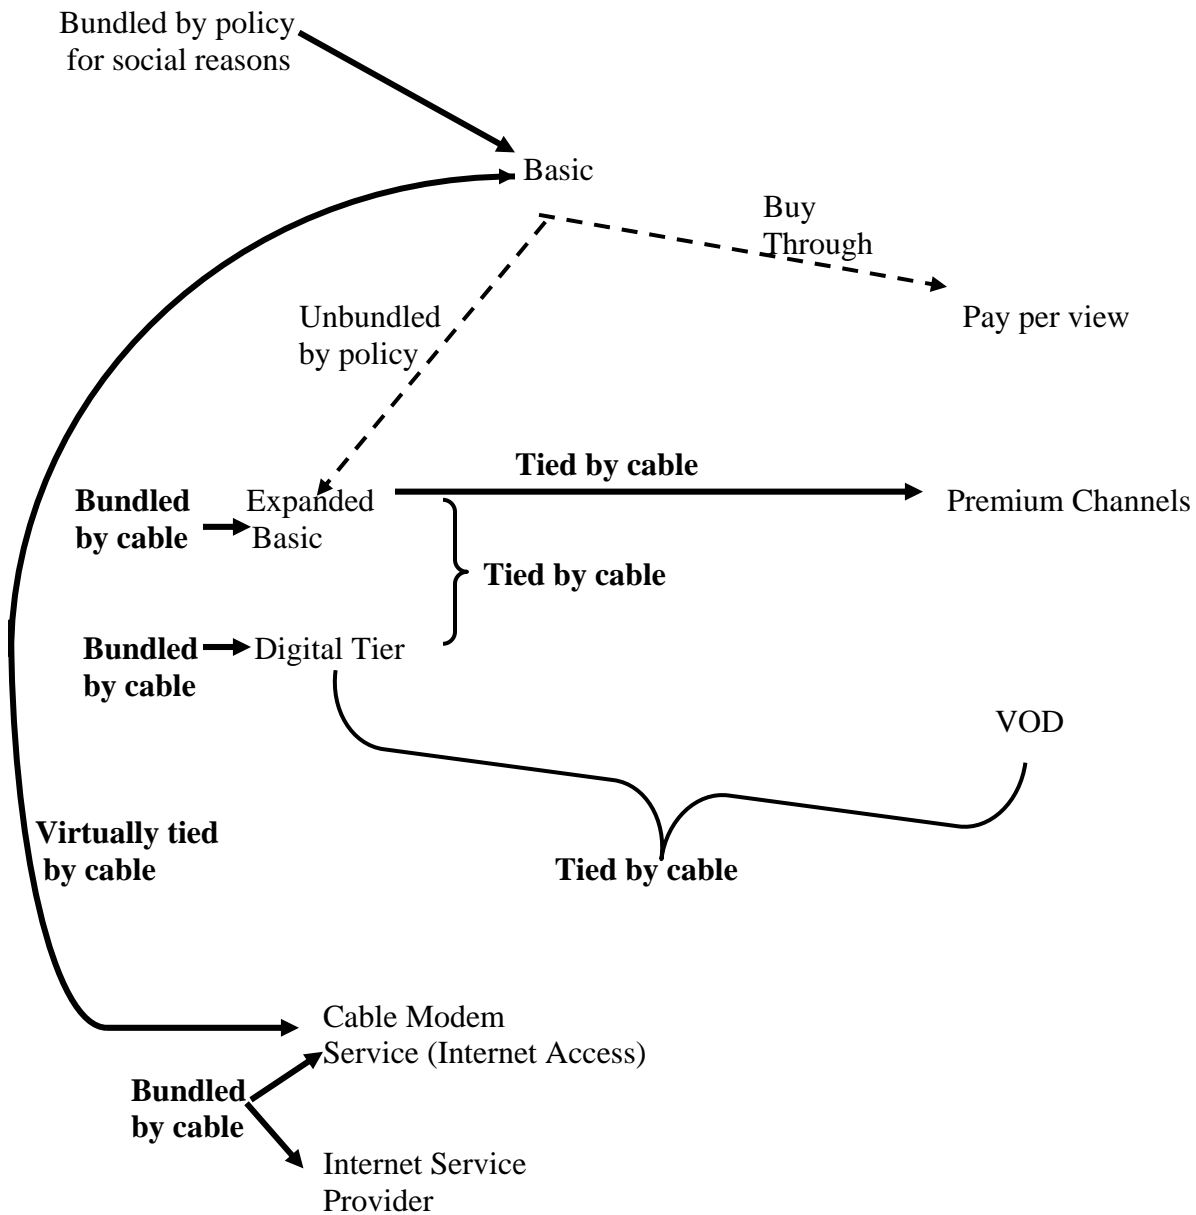 Bundled by policy
for social reasons
Basic
Buy
Through
Unbundled
by policy
Pay per view
Tied by cable
Bundled
by cable
Expanded
Basic
Premium Channels
Tied by cable
Bundled
by cable
Digital Tier
VOD
Virtually tied
by cable
Tied by cable
Cable Modem
Service (Internet Access)
Bundled
by cable
Internet Service
Provider